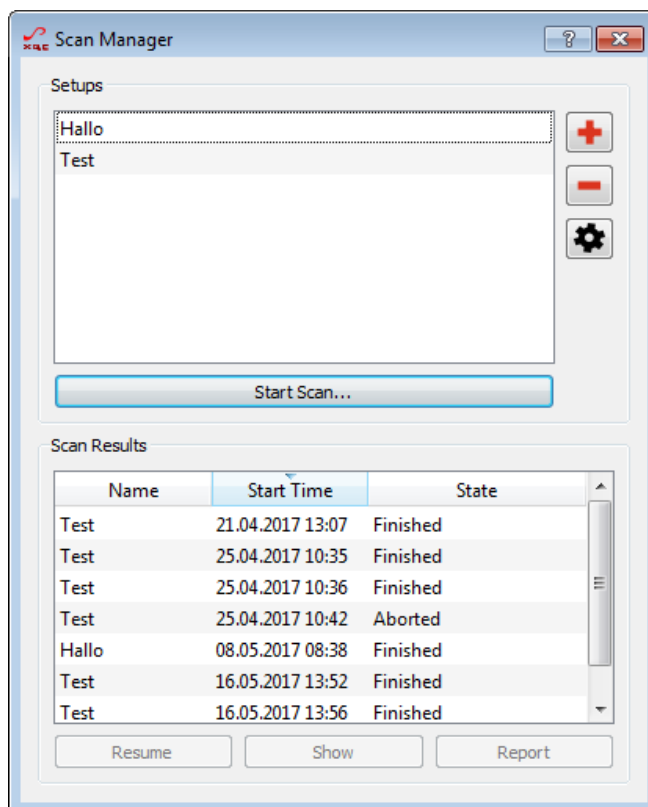 XQE Scan Manager
Setups
Hallo
Test
Start Scan...
Scan Results
Name Start Time State
Test 21.04.2017 13:07 Finished
Test 25.04.2017 10:35 Finished
Test 25.04.2017 10:36 Finished
Test 25.04.2017 10:42 Aborted
Hallo 08.05.2017 08:38 Finished
Test 16.05.2017 13:52 Finished
Test 16.05.2017 13:56 Finished
Resume Show Report